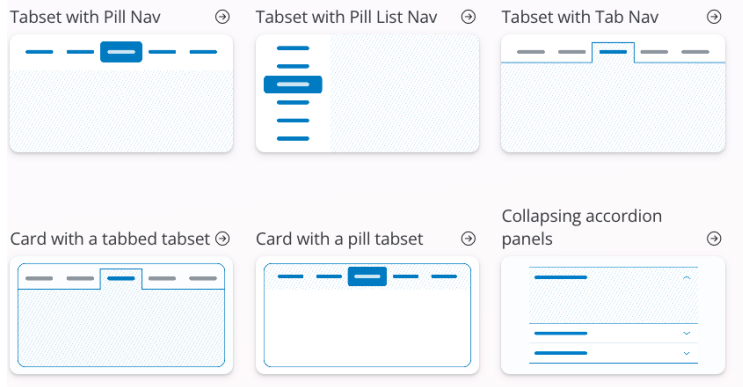 Tabset with Pill Nav
Tabset with Pill List Nav
Tabset with Tab Nav
Card with a tabbed tabset
Card with a pill tabset
Collapsing accordion
panels